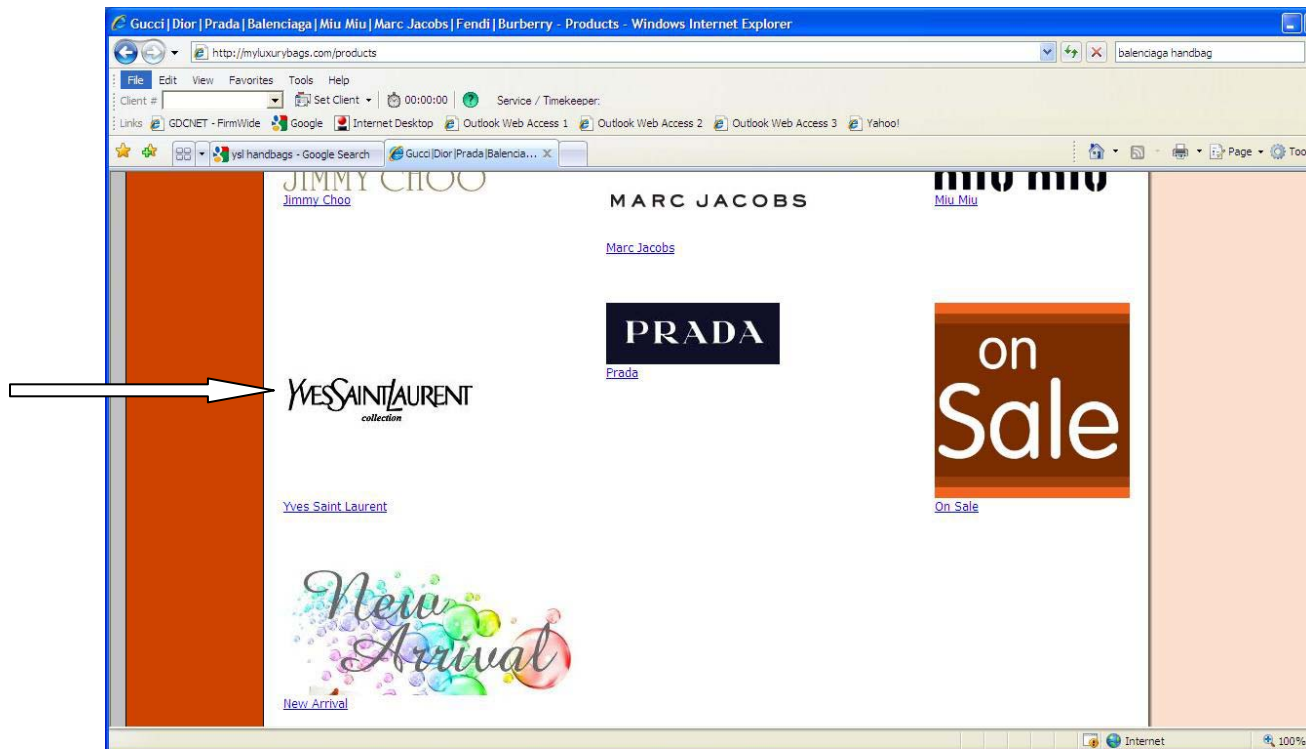 Gucci|Dior|Prada|Balenciaga|Miu Miu|Marc Jacobs|Fendi|Burberry - Products - Windows Internet Explorer
http://myluxurybags.com/products balenciaga handbag
File Edit View Favorites Tools Help
Client # Set Client 00:00:00 Service / Timekeeper:
Links GDCNET - FirmWide Google Internet Desktop Outlook Web Access 1 Outlook Web Access 2 Outlook Web Access 3 Yahoo!
ysl handbags - Google Search Gucci|Dior|Prada|Balencia... X Page Too
JIMMY CHOO
Jimmy Choo
MARC JACOBS
Marc Jacobs
miu miu
Miu Miu
YVESSAINTLAURENT
collection
Yves Saint Laurent
PRADA
Prada
on
Sale
On Sale
New
Arrival
New Arrival
Internet 100%